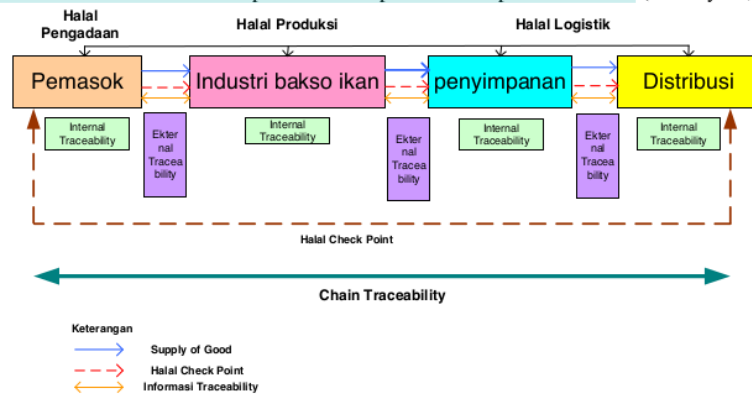 Halal
Pengadaan
Halal Produksi
Halal Logistik
Pemasok
Industri bakso ikan
penyimpanan
Distribusi
Internal
Traceability
Ekter
nal
Tracea
bility
Internal
Traceability
Ekter
nal
Tracea
bility
Internal
Traceability
Ekter
nal
Tracea
bility
Internal
Traceability
Halal Check Point
Chain Traceability
Keterangan
Supply of Good
Halal Check Point
Informasi Traceability